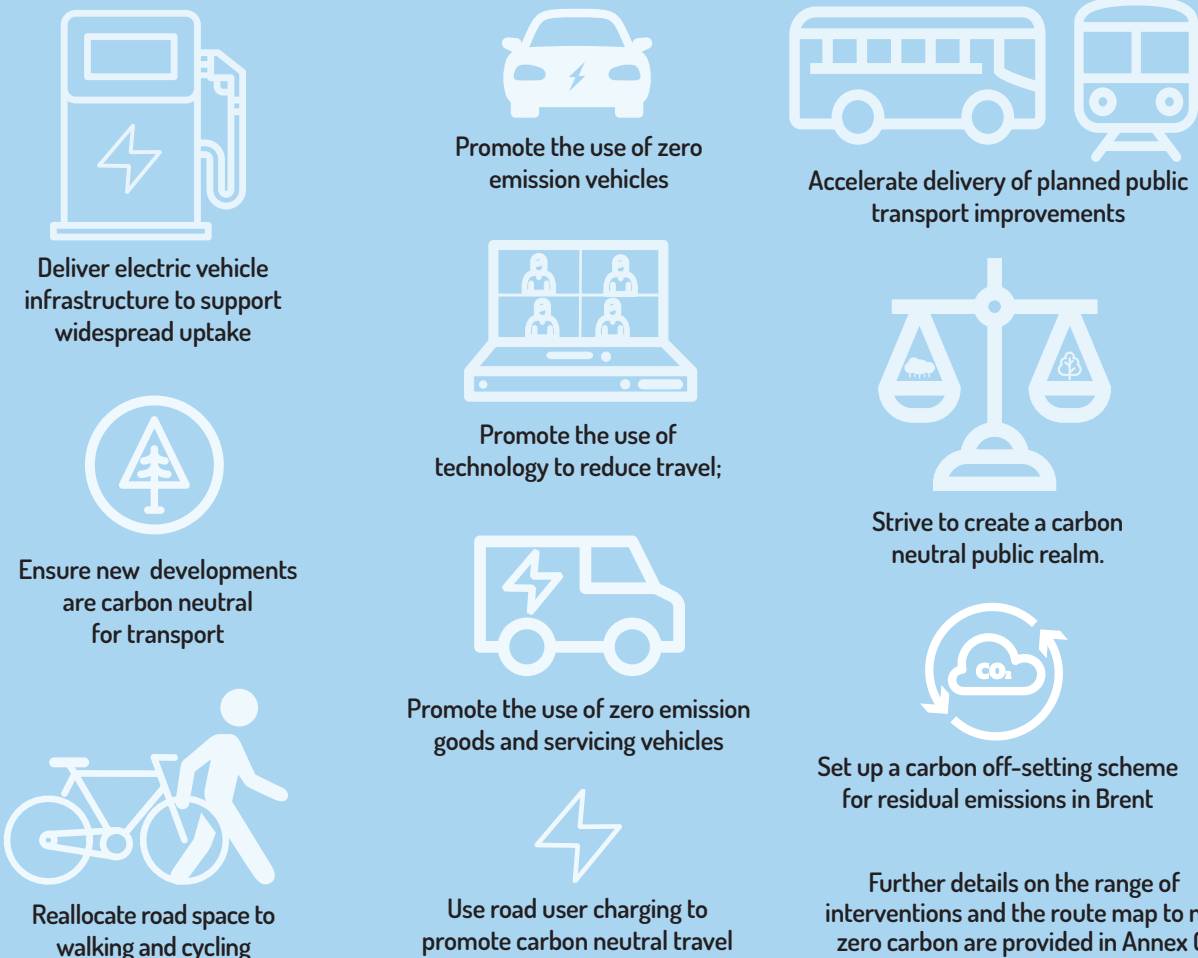 Deliver electric vehicle
infrastructure to support
widespread uptake
Ensure new developments
are carbon neutral
for transport
Reallocate road space to
walking and cycling
Promote the use of zero
emission vehicles
Promote the use of
technology to reduce travel;
Promote the use of zero emission
goods and servicing vehicles
Use road user charging to
promote carbon neutral travel
Accelerate delivery of planned public
transport improvements
Strive to create a carbon
neutral public realm.
CO₂
Set up a carbon off-setting scheme
for residual emissions in Brent
Further details on the range of
interventions and the route map to
zero carbon are provided in Annex